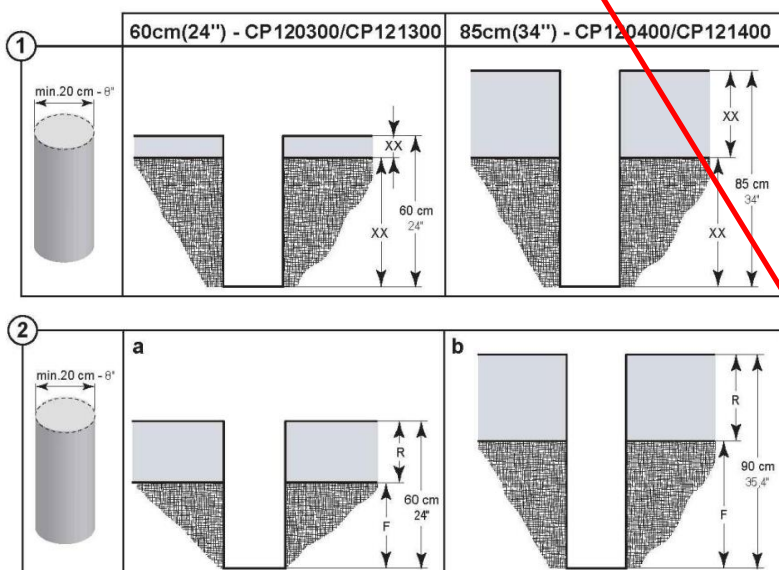 60cm(24") - CP120300/CP121300
85cm(34") - CP120400/CP121400
1
min.20 cm - 8"
XX
XX
60 cm
24"
XX
XX
85 cm
34"
2
min.20 cm - 8"
a
R
F
60 cm
24"
b
R
F
90 cm
35,4"